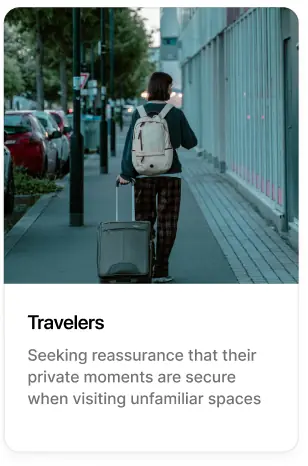 Travelers
Seeking reassurance that their
private moments are secure
when visiting unfamiliar spaces